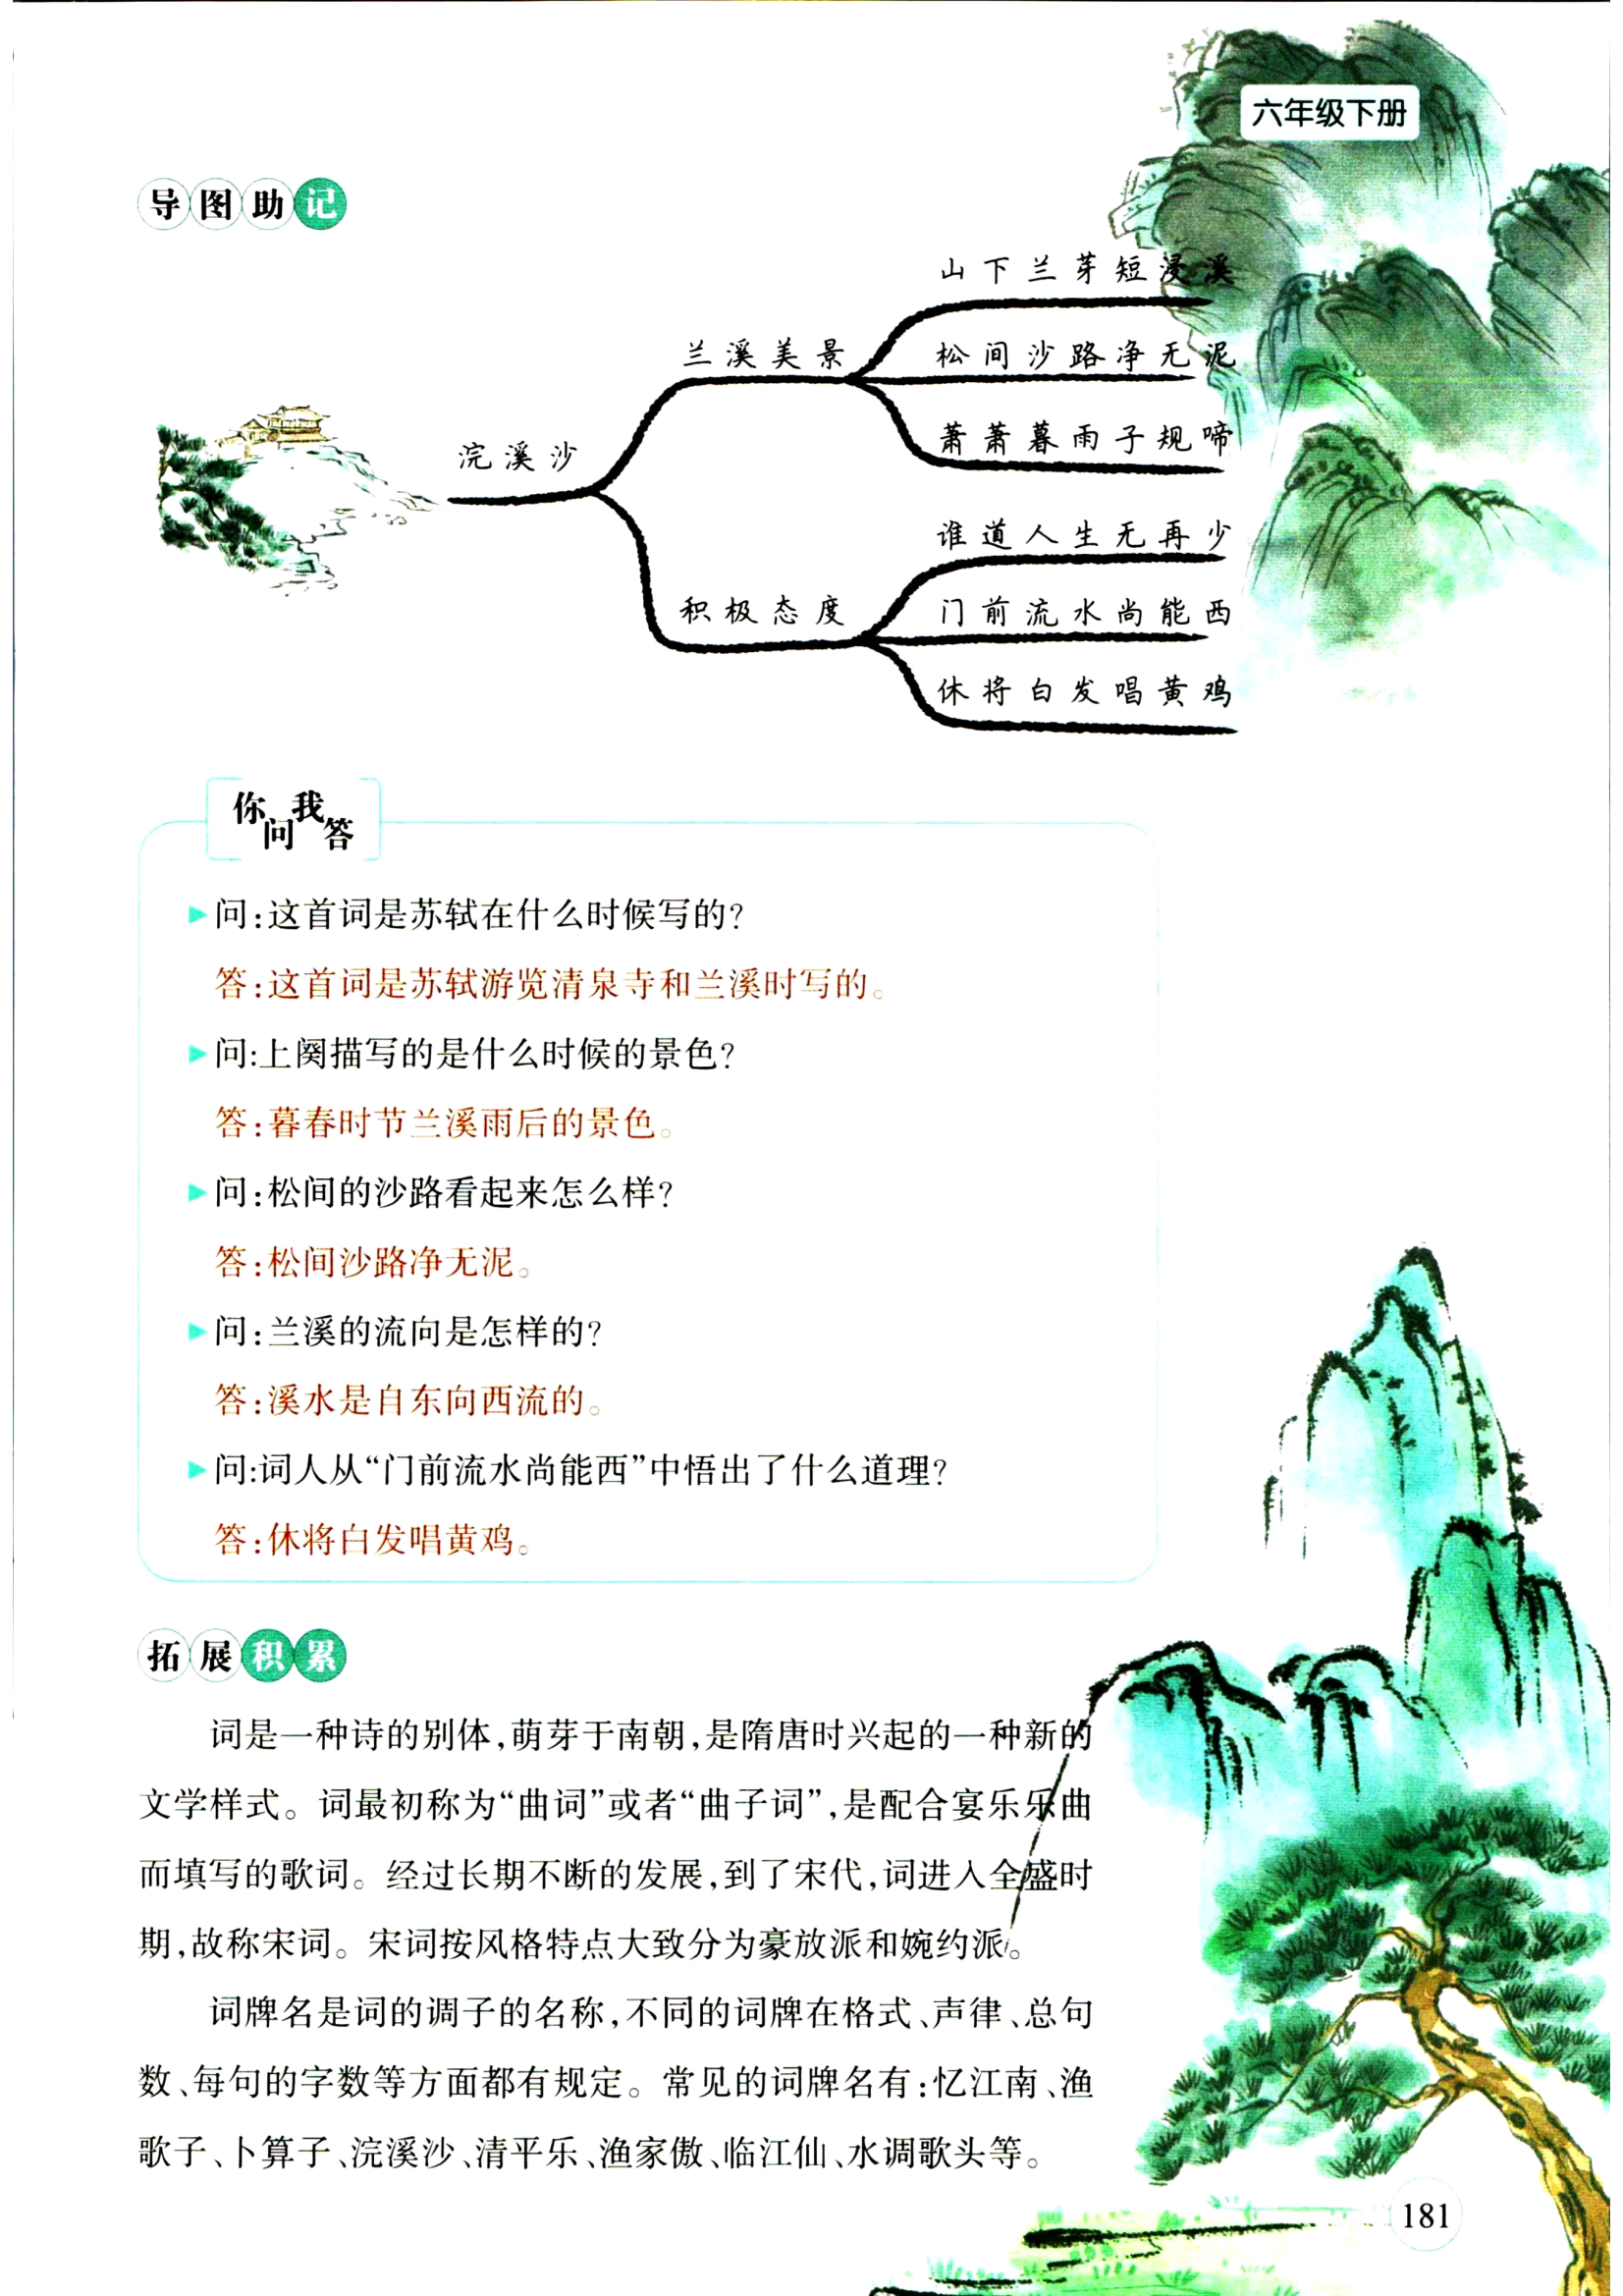 六年级下册
导图助记
山下兰芽短浸溪
兰溪美景
松间沙路净无泥
萧萧暮雨子规啼
浣溪沙
谁道人生无再少
积极态度
门前流水尚能西
休将白发唱黄鸡
你问我答
问:这首词是苏轼在什么时候写的?
答:这首词是苏轼游览清泉寺和兰溪时写的。
问:上阕描写的是什么时候的景色?
答:暮春时节兰溪雨后的景色。
问:松间的沙路看起来怎么样?
答:松间沙路净无泥。
问:兰溪的流向是怎样的?
答:溪水是自东向西流的。
问:词人从“门前流水尚能西”中悟出了什么道理?
答:休将白发唱黄鸡。
拓展积累
词是一种诗的别体,萌芽于南朝,是隋唐时兴起的一种新的
文学样式。词最初称为“曲词”或者“曲子词”,是配合宴乐乐曲
而填写的歌词。经过长期不断的发展,到了宋代,词进入全盛时
期,故称宋词。宋词按风格特点大致分为豪放派和婉约派。
词牌名是词的调子的名称,不同的词牌在格式、声律、总句
数、每句的字数等方面都有规定。常见的词牌名有:忆江南、渔
歌子、卜算子、浣溪沙、清平乐、渔家傲、临江仙、水调歌头等。
181